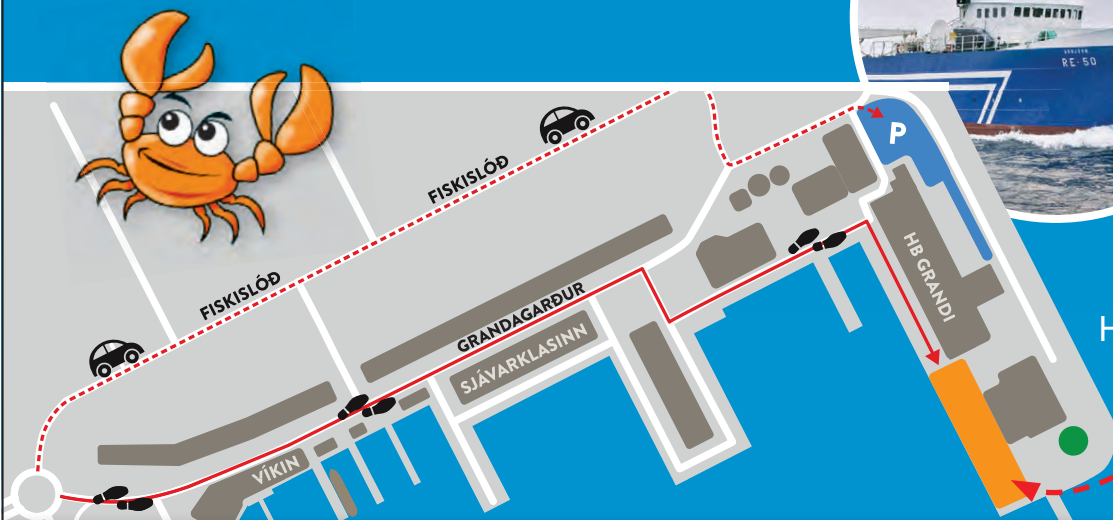 RE-50
P
FISKISLÓÐ
FISKISLÓÐ
HB GRANDI
GRANDAGARÐUR
SJÁVARKLASINN
VÍKIN
H